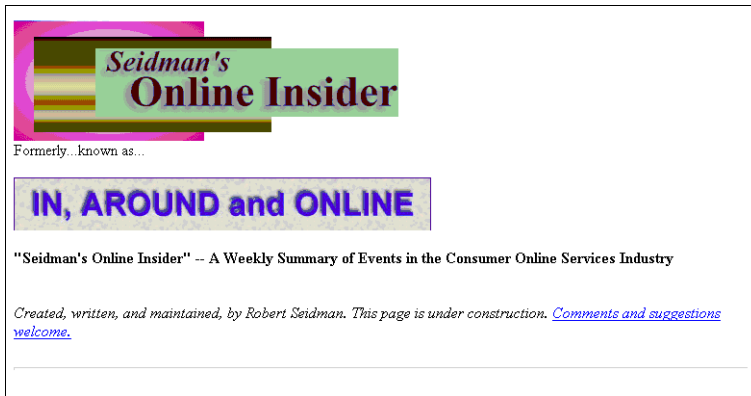 Seidman's
Online Insider
Formerly...known as...
IN, AROUND and ONLINE
"Seidman's Online Insider" -- A Weekly Summary of Events in the Consumer Online Services Industry
Created, written, and maintained, by Robert Seidman. This page is under construction. Comments and suggestions
welcome.